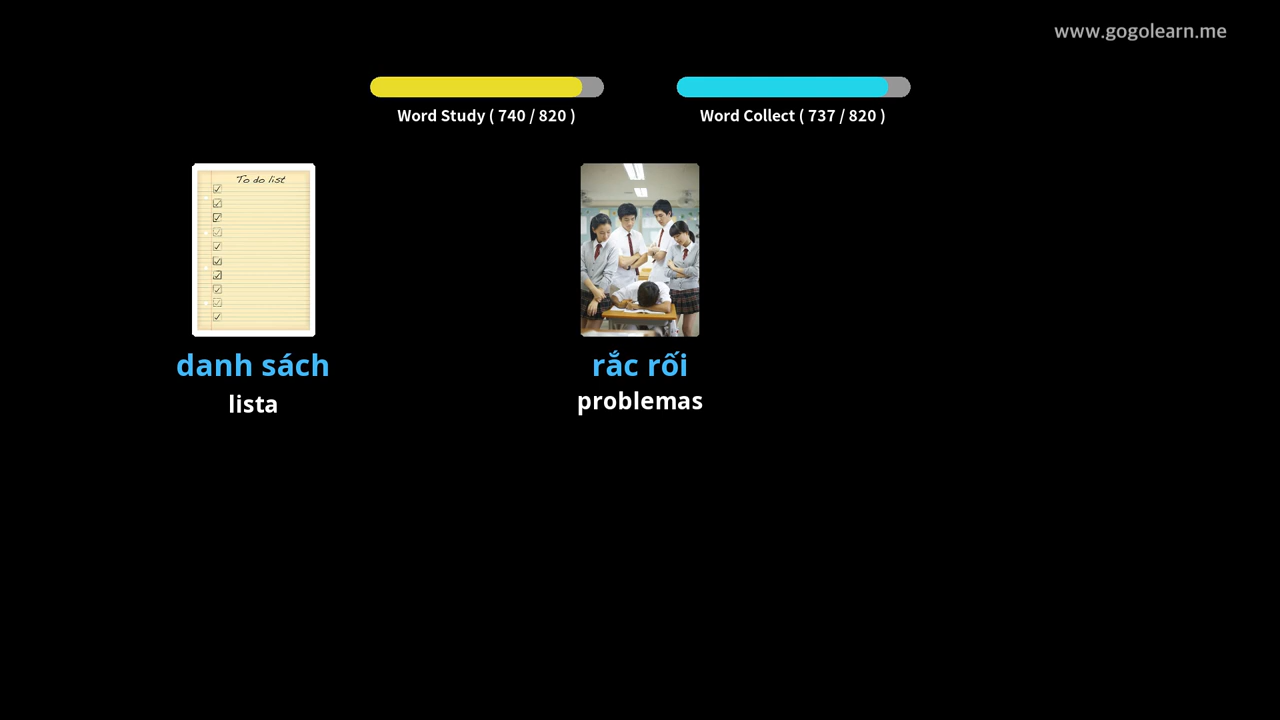 www.gogolearn.me
Word Study ( 740 / 820 )
Word Collect ( 737 / 820 )
To do list
danh sách
lista
rắc rối
problemas